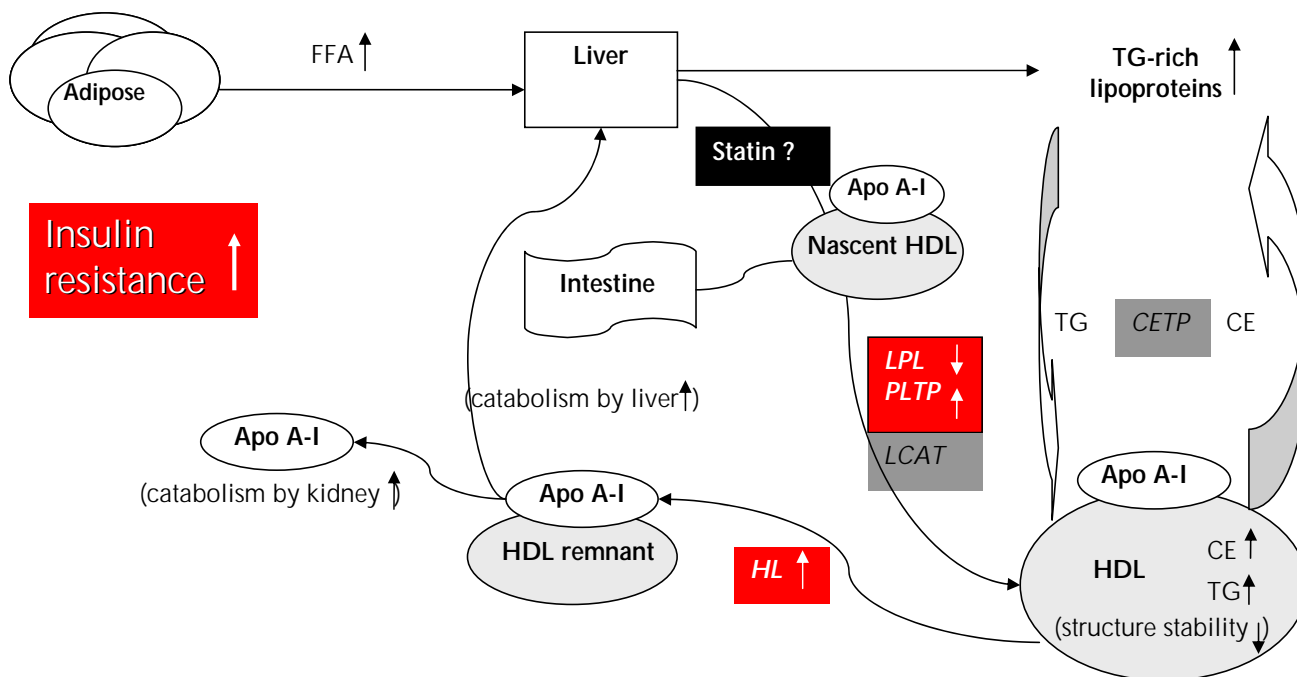 Adipose
FFA ↑
Liver
TG-rich
lipoproteins ↑
Statin ?
Apo A-I
Nascent HDL
Insulin
resistance ↑
Intestine
TG
CETP
CE
LPL ↓
PLTP ↑
LCAT
(catabolism by liver↑)
Apo A-I
(catabolism by kidney ↑)
Apo A-I
HDL remnant
HL ↑
Apo A-I
HDL
CE ↑
TG↑
(structure stability ↓)